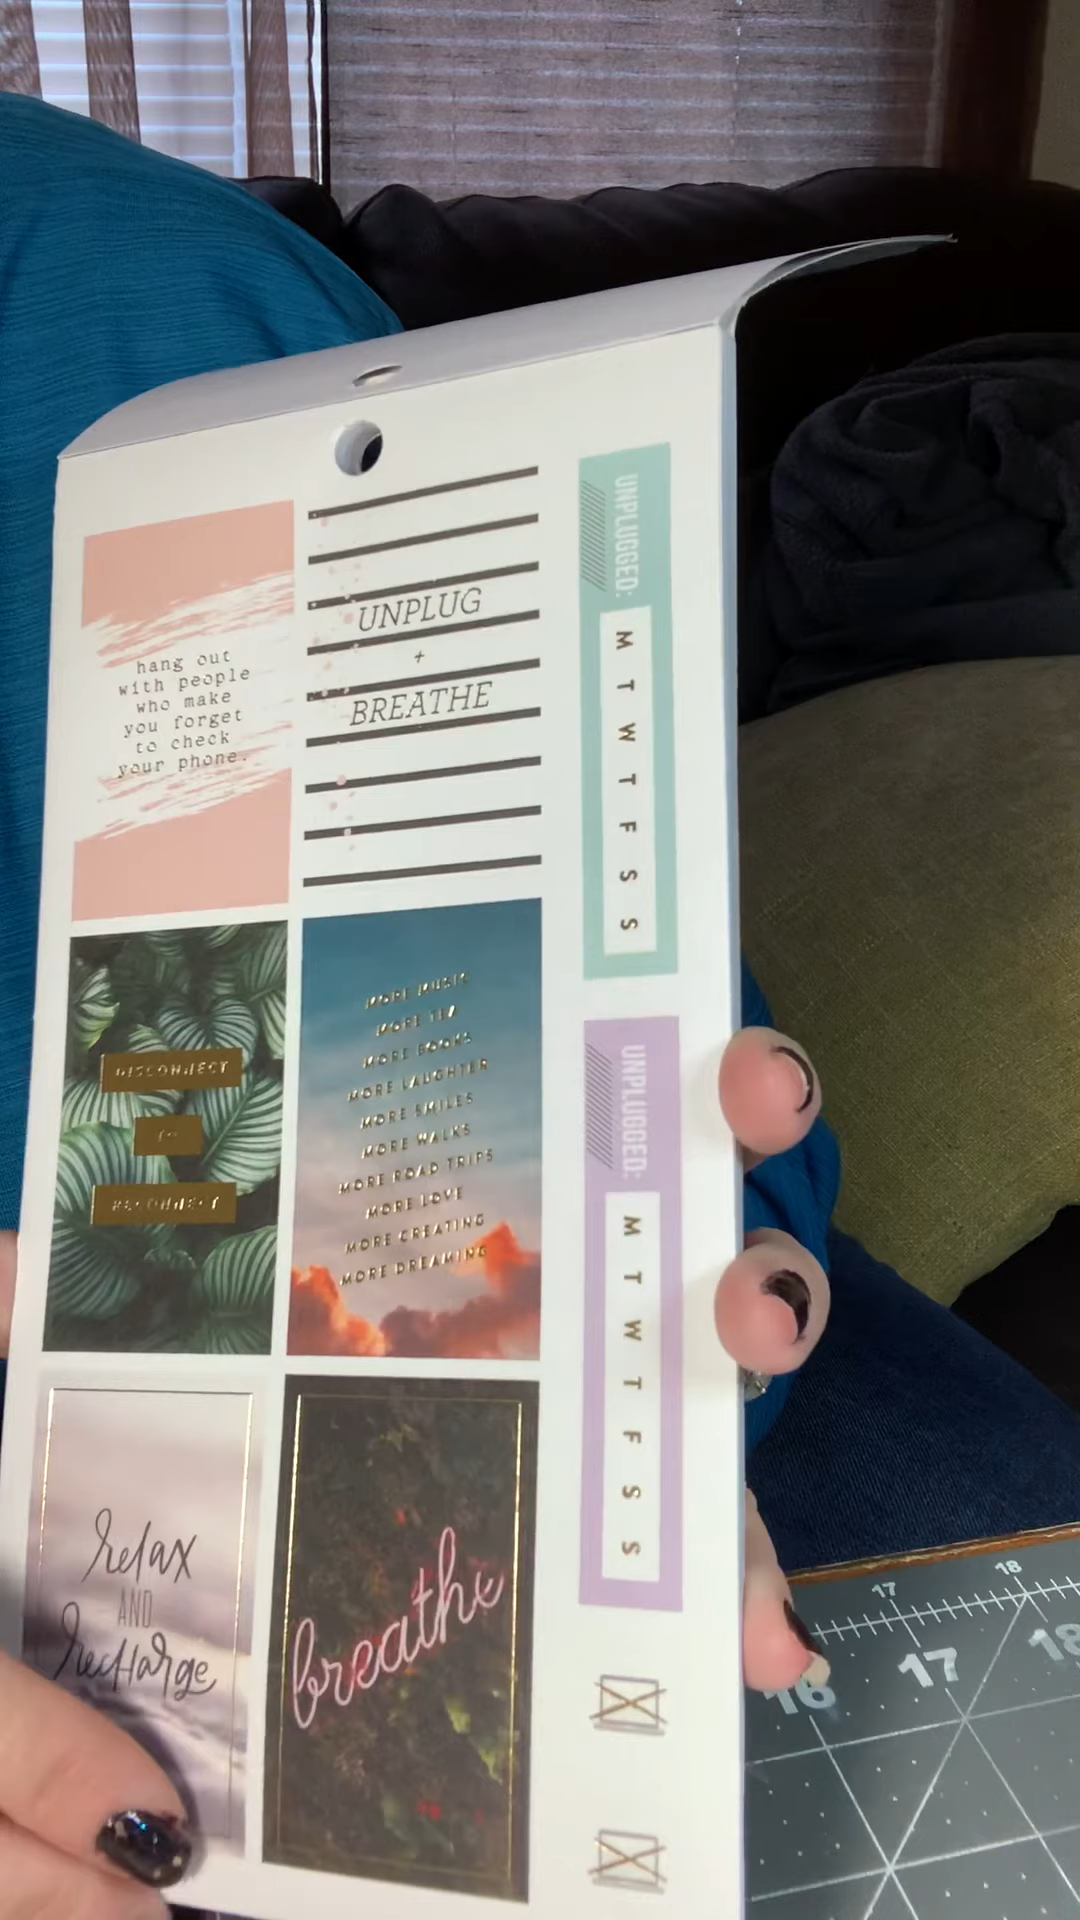 hang out
with people
who make
you forget
to check
your phone.
UNPLUG
+
BREATHE
UNPLUGGED:
M T W T F S S
DISCONNECT
TO
RECONNECT
MORE MUSIC
MORE TEA
MORE BOOKS
MORE LAUGHTER
MORE SMILES
MORE WALKS
MORE ROAD TRIPS
MORE LOVE
MORE CREATING
MORE DREAMING
UNPLUGGED:
M T W T F S S
relax
AND
recharge
breathe
17
18
16
17
18